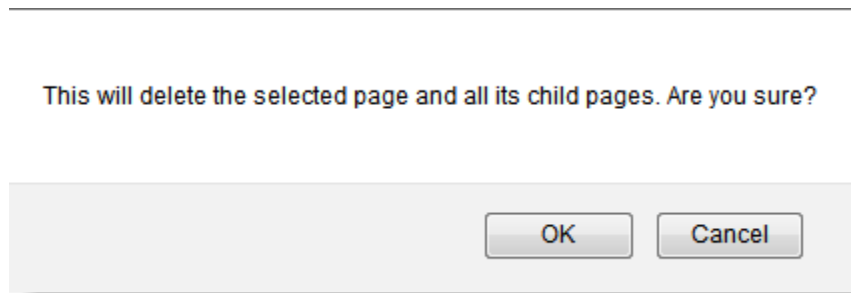 This will delete the selected page and all its child pages. Are you sure?
OK
Cancel